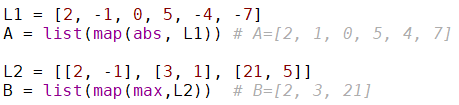 L1 = [2, -1, 0, 5, -4, -7]
A = list(map(abs, L1)) # A=[2, 1, 0, 5, 4, 7]
L2 = [[2, -1], [3, 1], [21, 5]]
B = list(map(max,L2))  # B=[2, 3, 21]